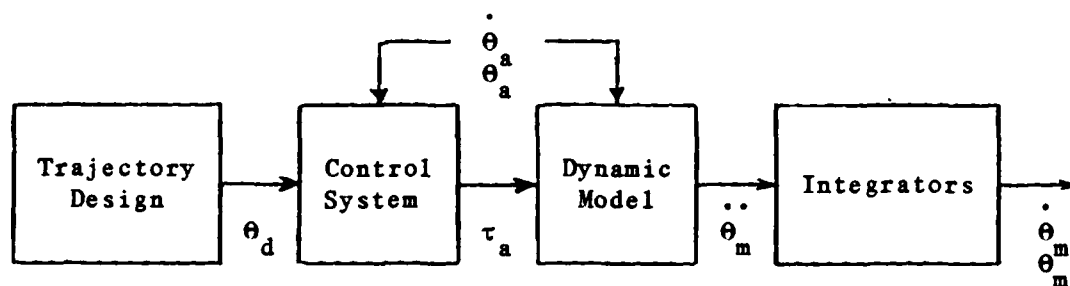 θ̇a
θa
Trajectory
Design
Control
System
Dynamic
Model
Integrators
θd
τa
θ̈m
θ̇m
θm